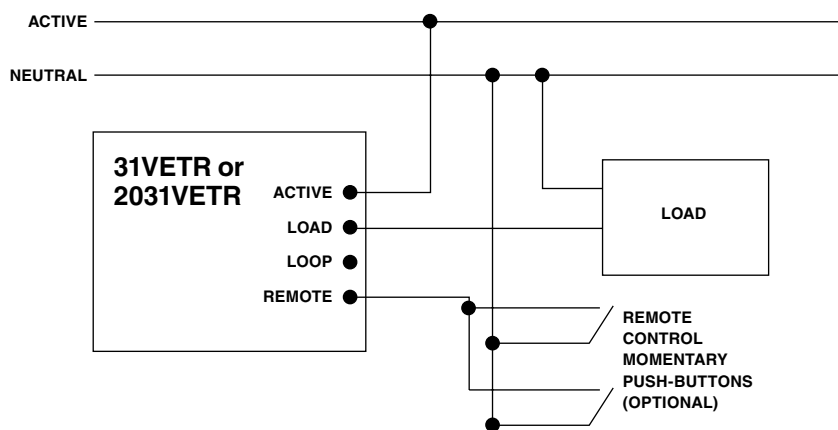 ACTIVE
NEUTRAL
31VETR or
2031VETR
ACTIVE
LOAD
LOOP
REMOTE
LOAD
REMOTE
CONTROL
MOMENTARY
PUSH-BUTTONS
(OPTIONAL)